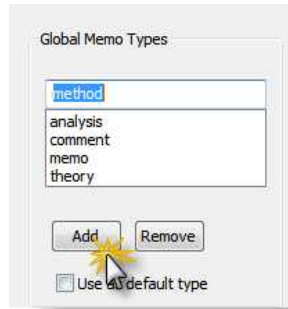 Global Memo Types
method
analysis
comment
memo
theory
Add Remove
Use as default type